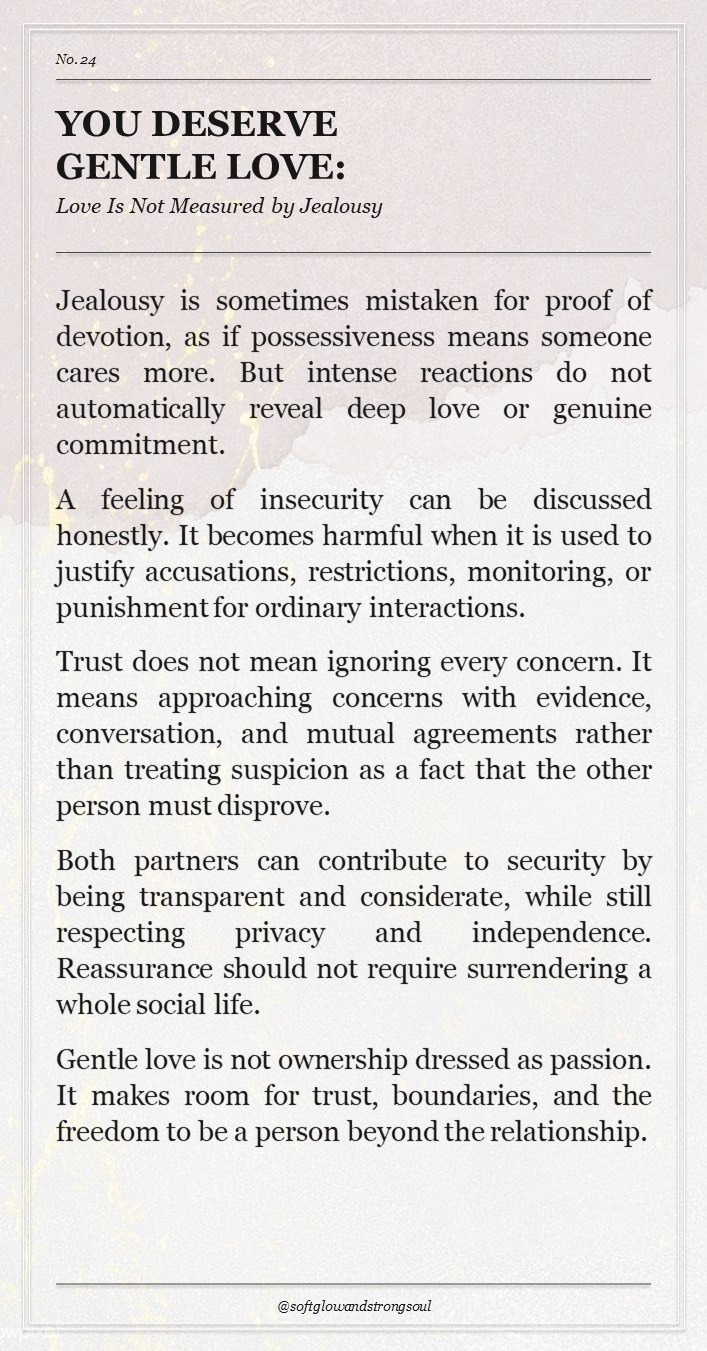 No. 24
YOU DESERVE
GENTLE LOVE:
Love Is Not Measured by Jealousy
Jealousy is sometimes mistaken for proof of
devotion, as if possessiveness means someone
cares more. But intense reactions do not
automatically reveal deep love or genuine
commitment.
A feeling of insecurity can be discussed
honestly. It becomes harmful when it is used to
justify accusations, restrictions, monitoring, or
punishment for ordinary interactions.
Trust does not mean ignoring every concern. It
means approaching concerns with evidence,
conversation, and mutual agreements rather
than treating suspicion as a fact that the other
person must disprove.
Both partners can contribute to security by
being transparent and considerate, while still
respecting privacy and independence.
Reassurance should not require surrendering a
whole social life.
Gentle love is not ownership dressed as passion.
It makes room for trust, boundaries, and the
freedom to be a person beyond the relationship.
@softglowandstrongsoul